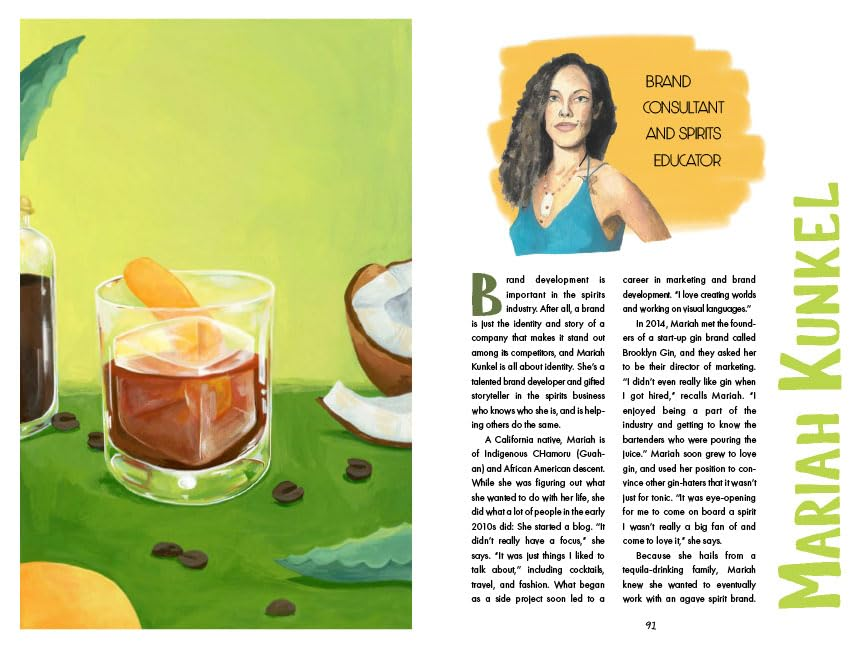 BRAND
CONSULTANT
AND SPIRITS
EDUCATOR
MARIAH KUNKEL
Brand development is
important in the spirits
industry. After all, a brand
is just the identity and story of a
company that makes it stand out
among its competitors, and Mariah
Kunkel is all about identity. She's a
talented brand developer and gifted
storyteller in the spirits business
who knows who she is, and is help-
ing others do the same.
A California native, Mariah is
of Indigenous CHamoru (Guah-
an) and African American descent.
While she was figuring out what
she wanted to do with her life, she
did what a lot of people in the early
2010s did: She started a blog. "It
didn't really have a focus," she
says. "It was just things I liked to
talk about," including cocktails,
travel, and fashion. What began
as a side project soon led to a
career in marketing and brand
development. "I love creating worlds
and working on visual languages."
In 2014, Mariah met the found-
ers of a start-up gin brand called
Brooklyn Gin, and they asked her
to be their director of marketing.
"I didn't even really like gin when
I got hired," recalls Mariah. "I
enjoyed being a part of the
industry and getting to know the
bartenders who were pouring the
juice." Mariah soon grew to love
gin, and used her position to con-
vince other gin-haters that it wasn't
just for tonic. "It was eye-opening
for me to come on board a spirit
I wasn't really a big fan of and
come to love it," she says.
Because she hails from a
tequila-drinking family, Mariah
knew she wanted to eventually
work with an agave spirit brand.
91